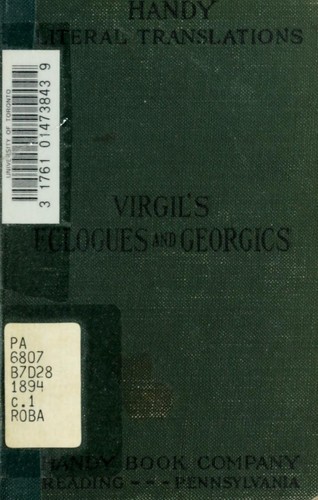 HANDY
LITERAL TRANSLATIONS
UNIVERSITY OF TORONTO
3 1761 01473843 9
VIRGIL'S
ECLOGUES AND GEORGICS
PA
6807
B7D28
1894
c.1
ROBA
HANDY BOOK COMPANY
READING --- PENNSYLVANIA